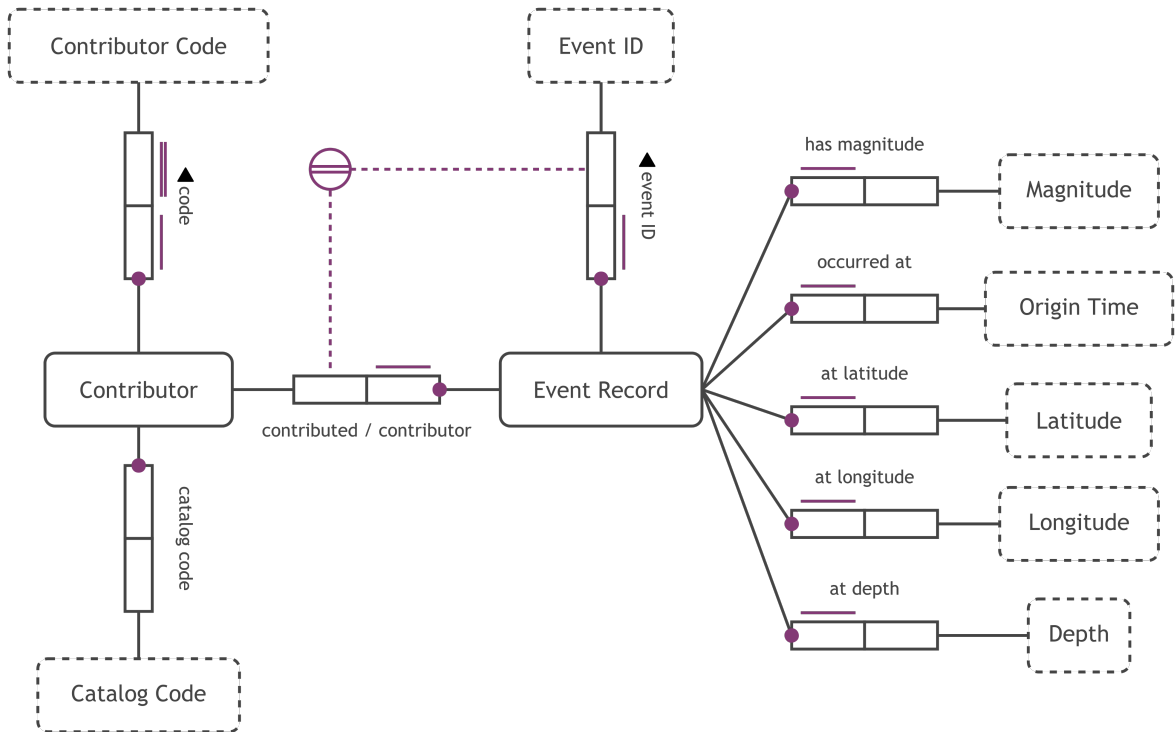 Contributor Code
Event ID
code
event ID
has magnitude
Magnitude
occurred at
Origin Time
Contributor
contributed / contributor
Event Record
at latitude
Latitude
catalog code
at longitude
Longitude
at depth
Depth
Catalog Code